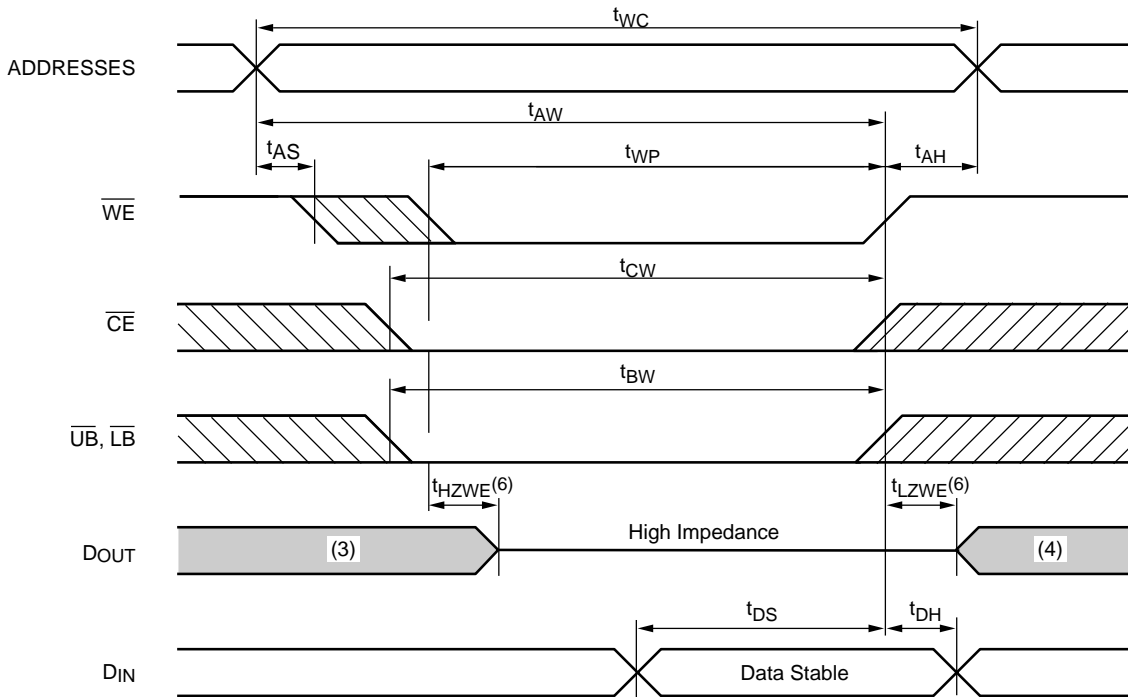 tWC
ADDRESSES
tAW
tAS
tWP
tAH
WE
tCW
CE
tBW
UB, LB
tHZWE(6)
tLZWE(6)
DOUT
(3)
High Impedance
(4)
tDS
tDH
DIN
Data Stable